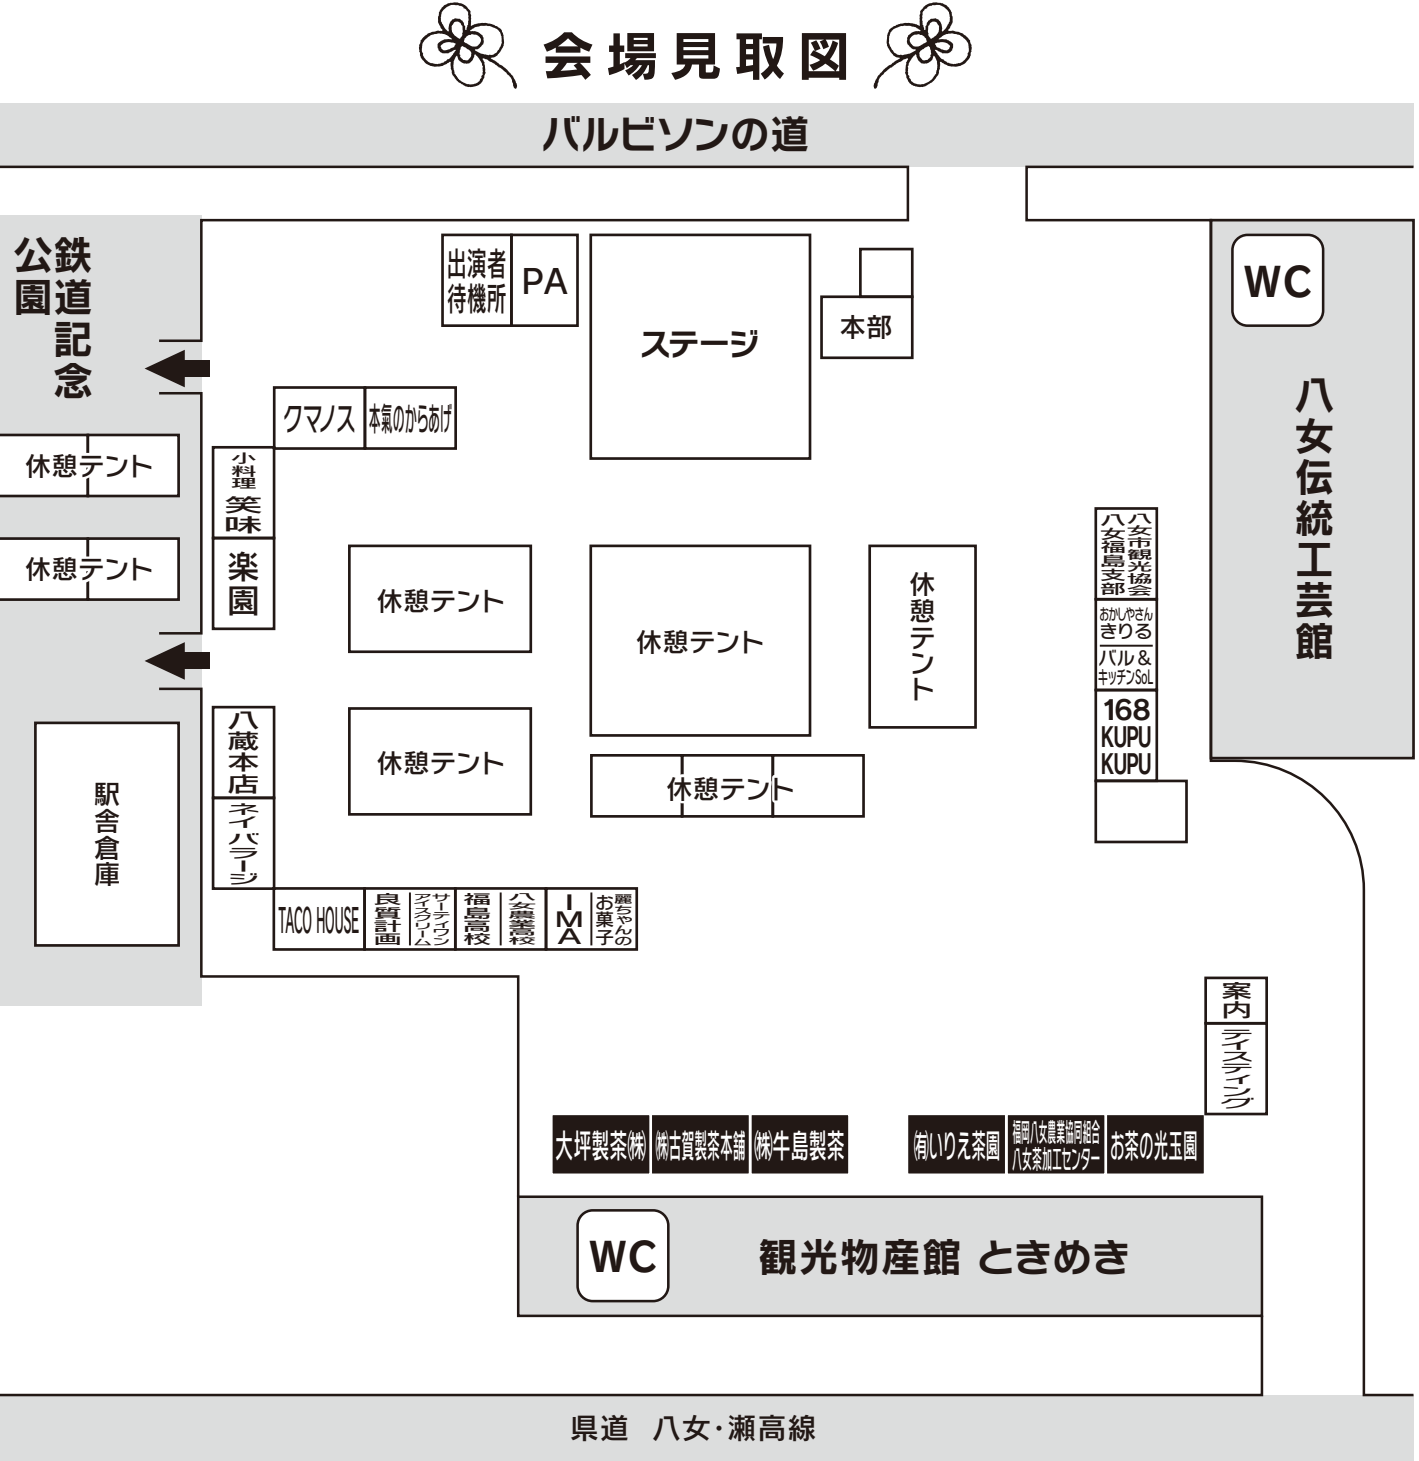 会場見取図
バルビゾンの道
鉄道記念
公園
出演者
待機所
PA
ステージ
本部
WC
八女伝統工芸館
クマノス
本氣のからあげ
休憩テント
休憩テント
小料理
笑味
楽園
休憩テント
休憩テント
休憩テント
八女市観光協会
八女福島支部
おかしやさん
きりる
バル&
キッチンSoL
168
KUPU
KUPU
八蔵本店
ネイバラージ
休憩テント
休憩テント
駅舎倉庫
TACO HOUSE
良質計画
サーティワン
アイスクリーム
福島高校
八女農業高校
IMA
麗ちゃんの
お菓子
案内
テイスティング
大坪製茶㈱
㈱古賀製茶本舗
㈱牛島製茶
㈲いりえ茶園
福岡八女農業協同組合
八女茶加工センター
お茶の光玉園
WC
観光物産館 ときめき
県道 八女・瀬高線